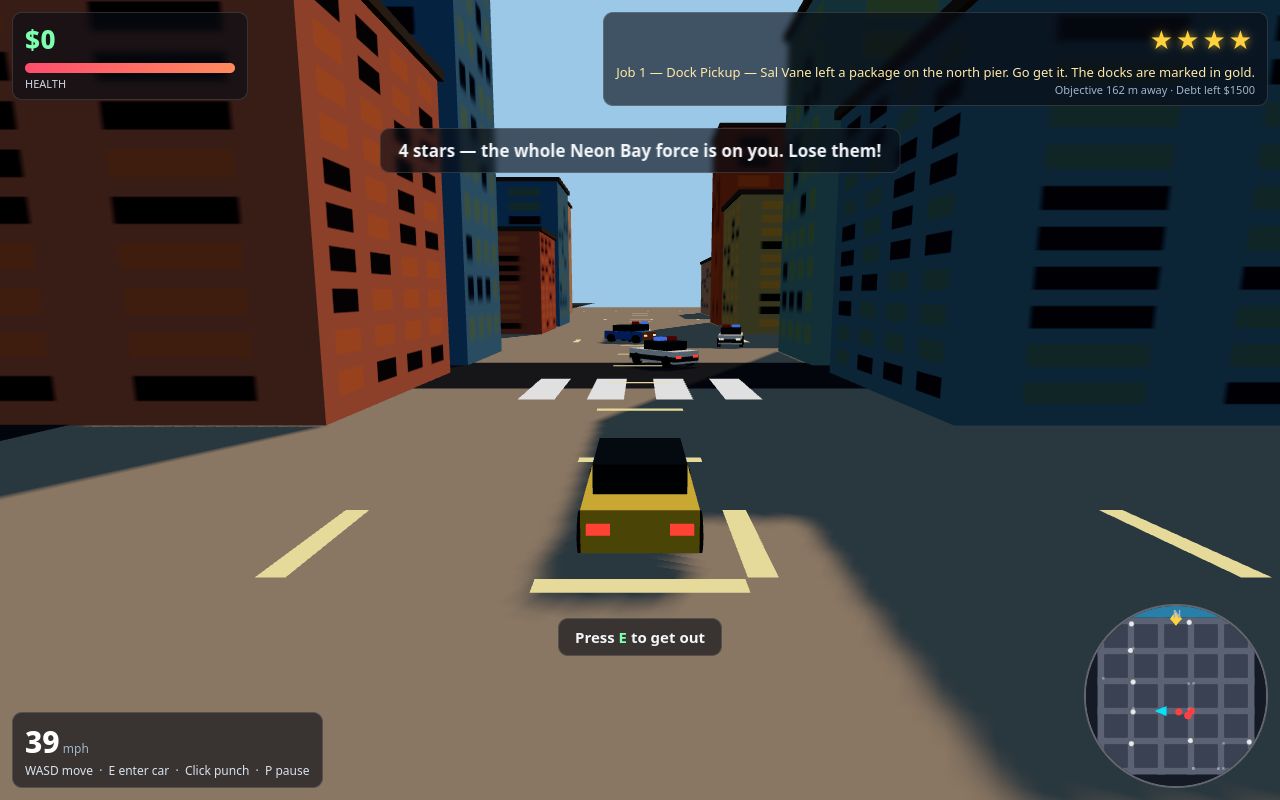 $0
HEALTH
★ ★ ★ ★
Job 1 — Dock Pickup — Sal Vane left a package on the north pier. Go get it. The docks are marked in gold.
Objective 162 m away · Debt left $1500
4 stars — the whole Neon Bay force is on you. Lose them!
Press E to get out
N
39 mph
WASD move · E enter car · Click punch · P pause